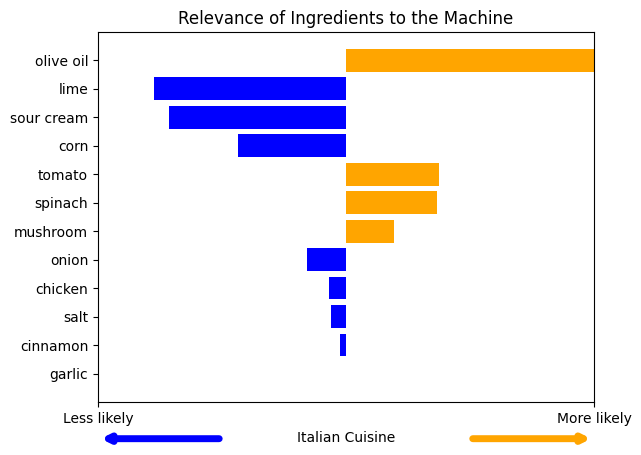 Relevance of Ingredients to the Machine
olive oil
lime
sour cream
corn
tomato
spinach
mushroom
onion
chicken
salt
cinnamon
garlic
Less likely
More likely
Italian Cuisine